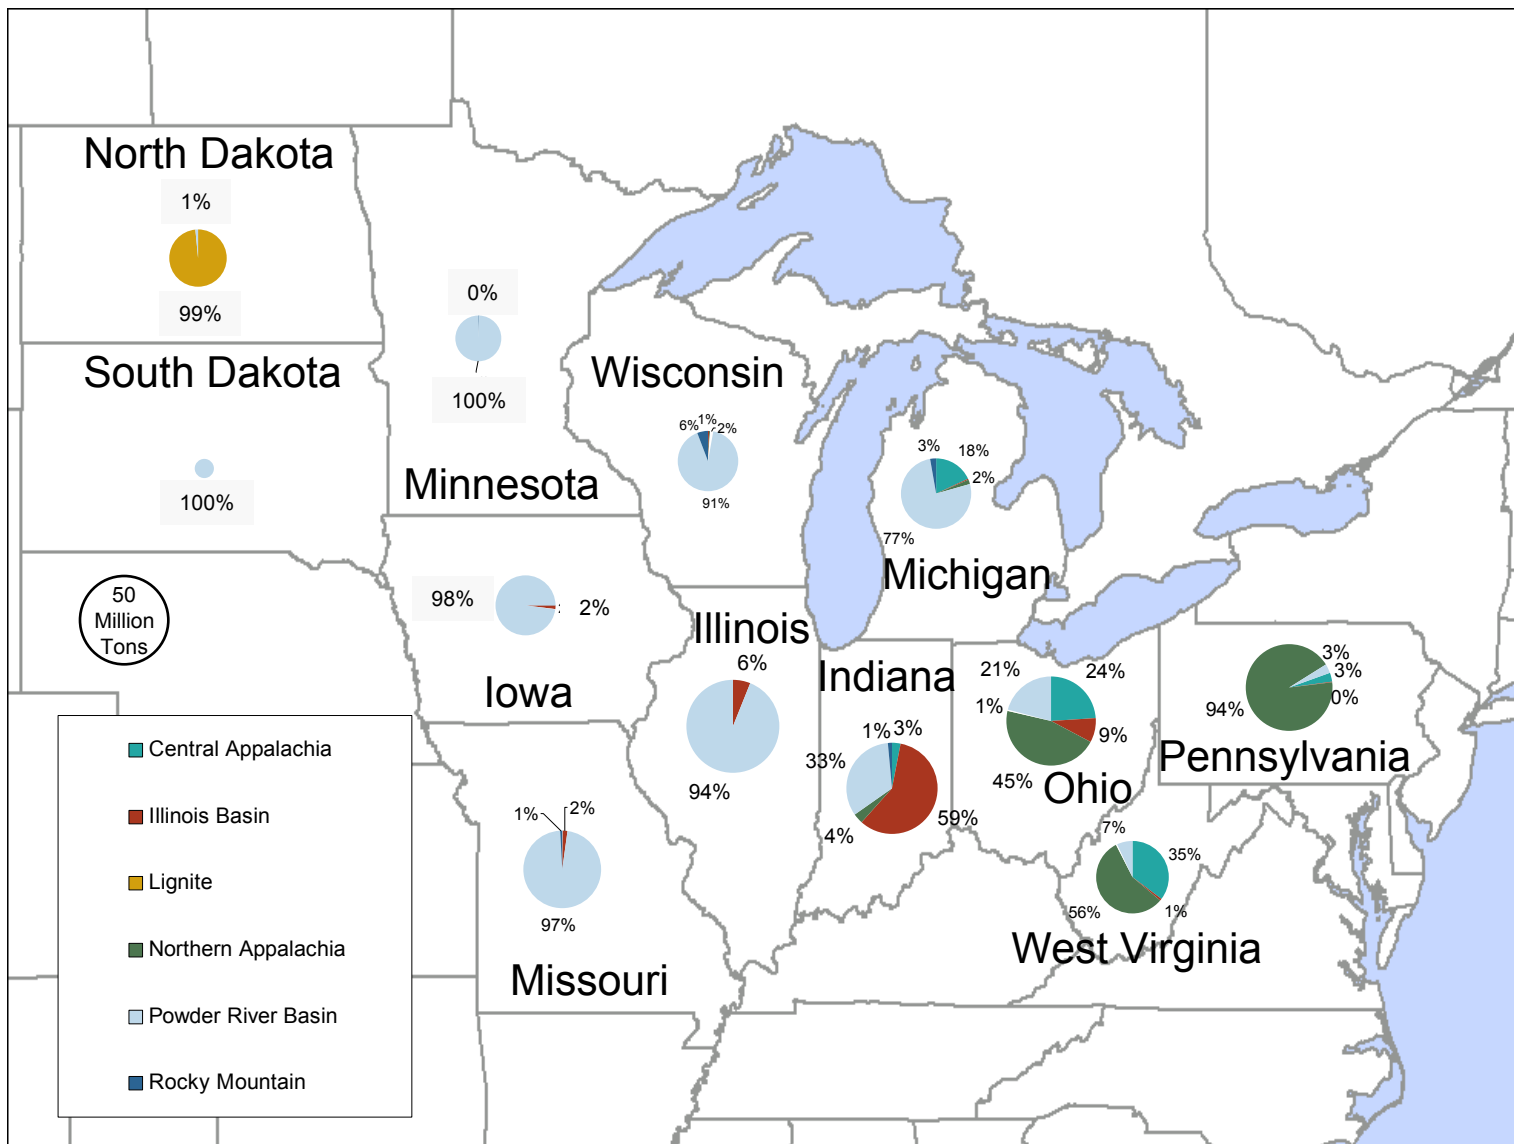 North Dakota
1%
99%
South Dakota
100%
0%
100%
Minnesota
Wisconsin
6%
1%
2%
91%
3%
18%
2%
77%
Michigan
50
Million
Tons
98%
2%
Iowa
Illinois
6%
94%
Indiana
1%
3%
33%
4%
59%
21%
24%
1%
9%
45%
Ohio
3%
3%
0%
94%
Pennsylvania
1%
2%
97%
Missouri
7%
35%
56%
1%
West Virginia
Central Appalachia
Illinois Basin
Lignite
Northern Appalachia
Powder River Basin
Rocky Mountain